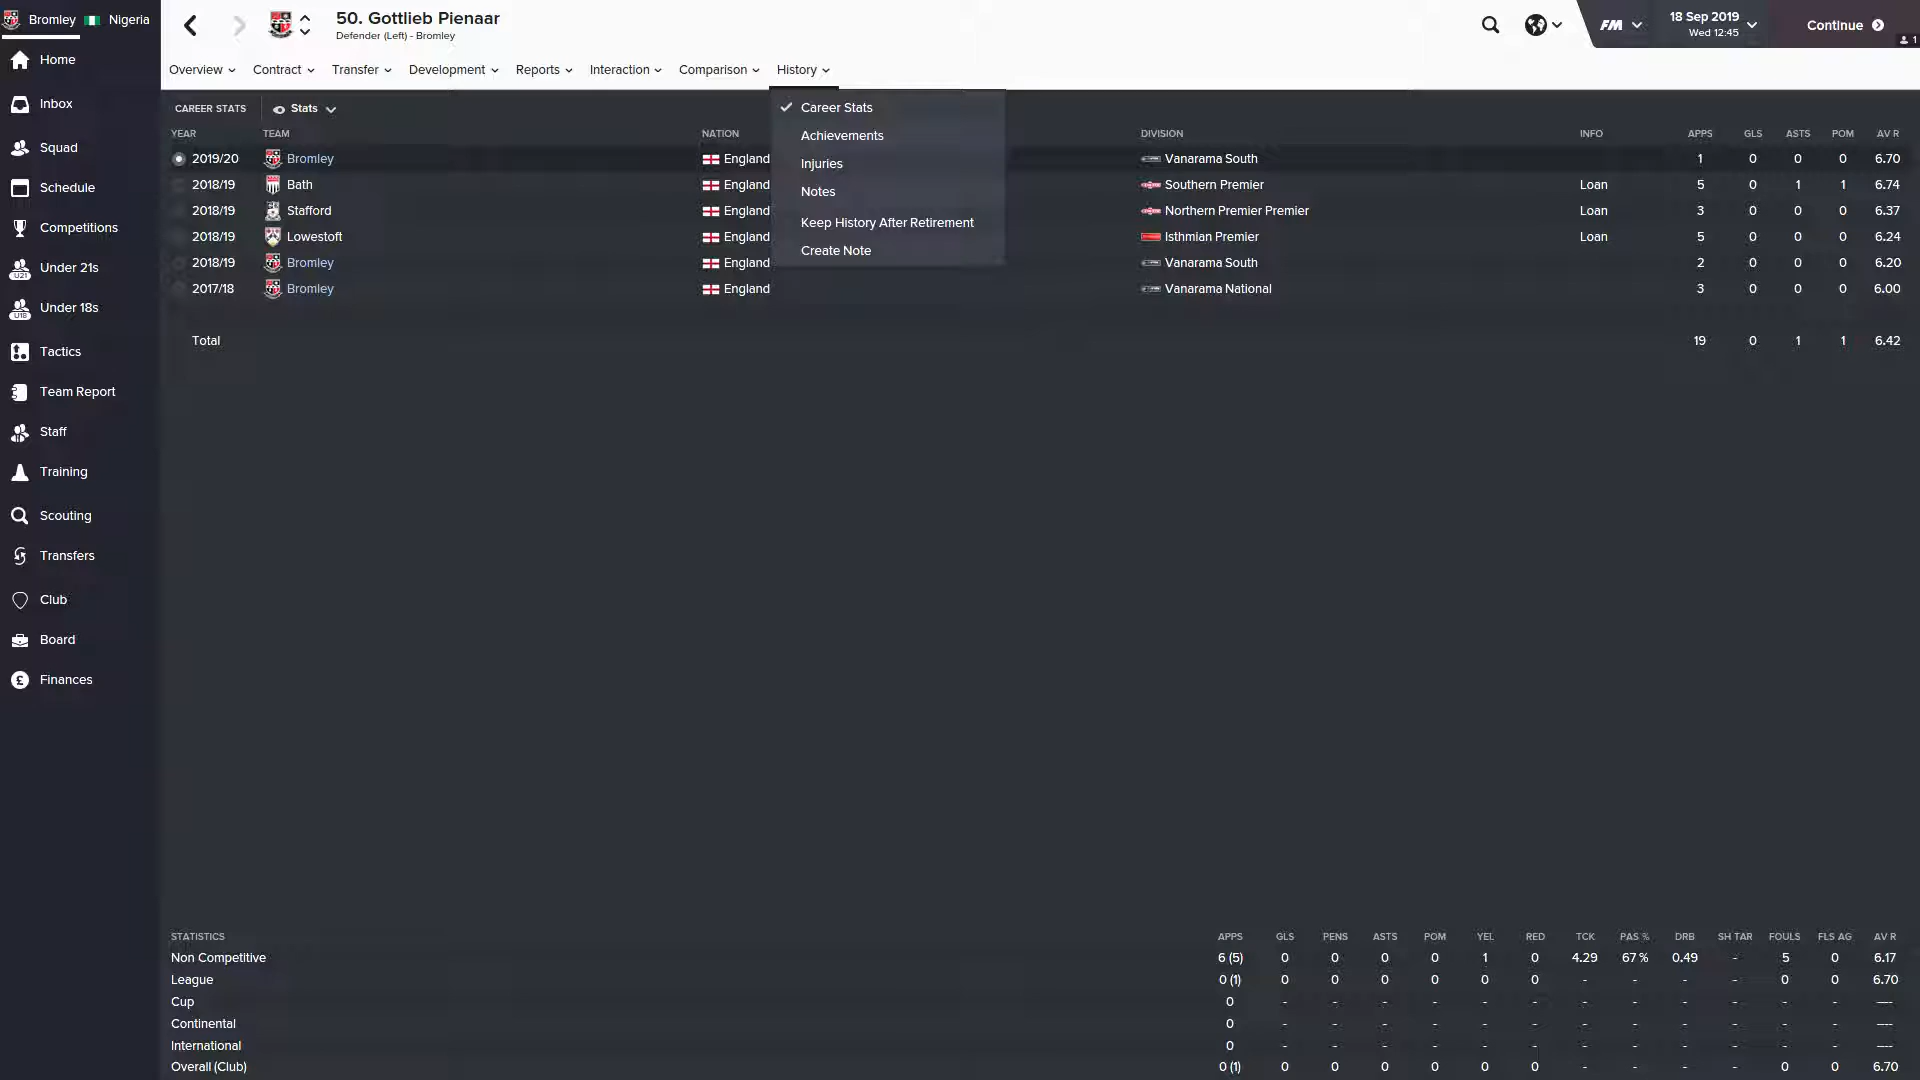 Bromley Nigeria
50. Gottlieb Pienaar
Defender (Left) - Bromley
FM
18 Sep 2019
Wed 12:45
Continue
1
Overview Contract Transfer Development Reports Interaction Comparison History
Home
Inbox
Squad
Schedule
Competitions
U21 Under 21s
U18 Under 18s
Tactics
Team Report
Staff
Training
Scouting
Transfers
Club
Board
£ Finances
CAREER STATS Stats
Career Stats
Achievements
Injuries
Notes
Keep History After Retirement
Create Note
YEAR TEAM NATION DIVISION INFO APPS GLS ASTS POM AV R
2019/20 Bromley England Vanarama South 1 0 0 0 6.70
2018/19 Bath England Southern Premier Loan 5 0 1 1 6.74
2018/19 Stafford England Northern Premier Premier Loan 3 0 0 0 6.37
2018/19 Lowestoft England Isthmian Premier Loan 5 0 0 0 6.24
2018/19 Bromley England Vanarama South 2 0 0 0 6.20
2017/18 Bromley England Vanarama National 3 0 0 0 6.00
Total 19 0 1 1 6.42
STATISTICS APPS GLS PENS ASTS POM YEL RED TCK PAS % DRB SH TAR FOULS FLS AG AV R
Non Competitive 6 (5) 0 0 0 0 1 0 4.29 67 % 0.49 - 5 0 6.17
League 0 (1) 0 0 0 0 0 0 - - - - 0 0 6.70
Cup 0 - - - - - - - - - - - - ---
Continental 0 - - - - - - - - - - - - ---
International 0 - - - - - - - - - - - - ---
Overall (Club) 0 (1) 0 0 0 0 0 0 - - - - 0 0 6.70